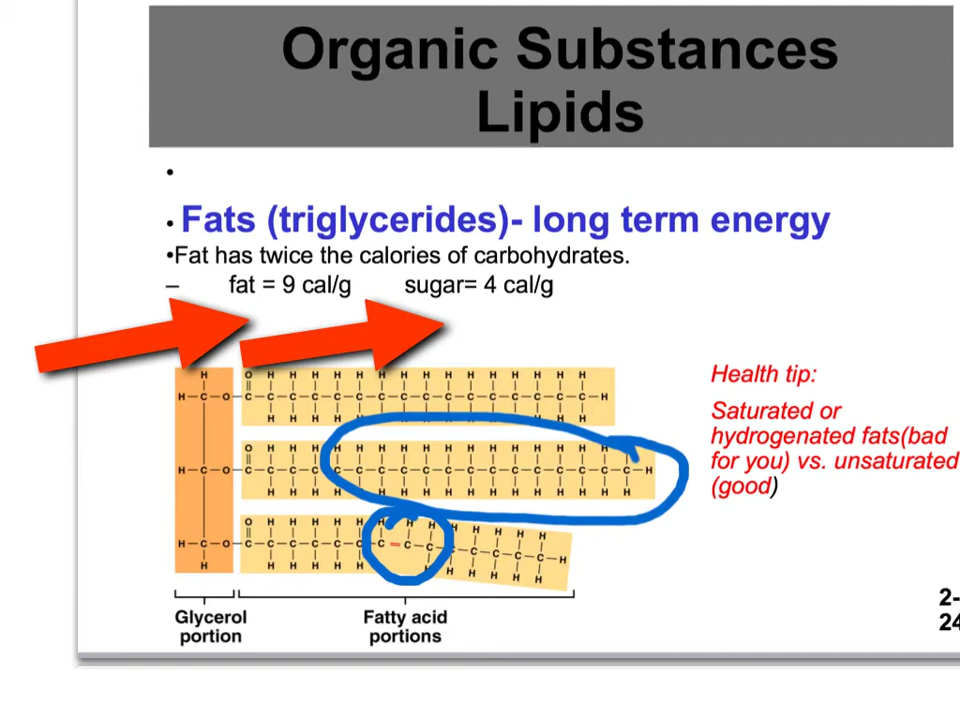 Organic Substances
Lipids
•
• Fats (triglycerides)- long term energy
•Fat has twice the calories of carbohydrates.
– fat = 9 cal/g sugar= 4 cal/g
Health tip:
Saturated or
hydrogenated fats(bad
for you) vs. unsaturated
(good)
H O H H H H H H H H H H H H H H H
H–C–O–C–C–C–C–C–C–C–C–C–C–C–C–C–C–C–C–H
H H H H H H H H H H H H H H H
O H H H H H H H H H H H H H H H H H
H–C–O–C–C–C–C–C–C–C–C–C–C–C–C–C–C–C–C–C–C–H
H H H H H H H H H H H H H H H H H
O H H H H H H H H H H H H H
H–C–O–C–C–C–C–C–C–C–C–C–C–C–C–C–C–H
H H H H H H H H H H H H
Glycerol
portion
Fatty acid
portions
2-
24